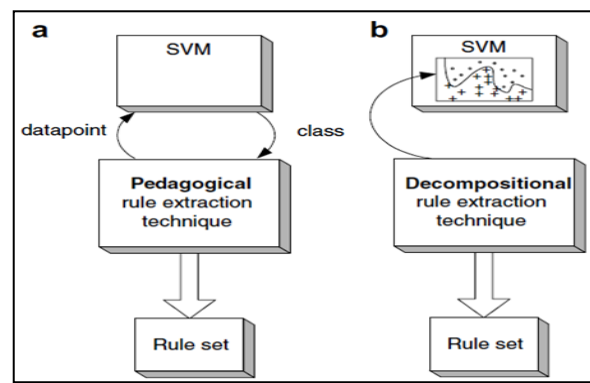 a
SVM
datapoint
class
Pedagogical
rule extraction
technique
Rule set
b
SVM
Decompositional
rule extraction
technique
Rule set